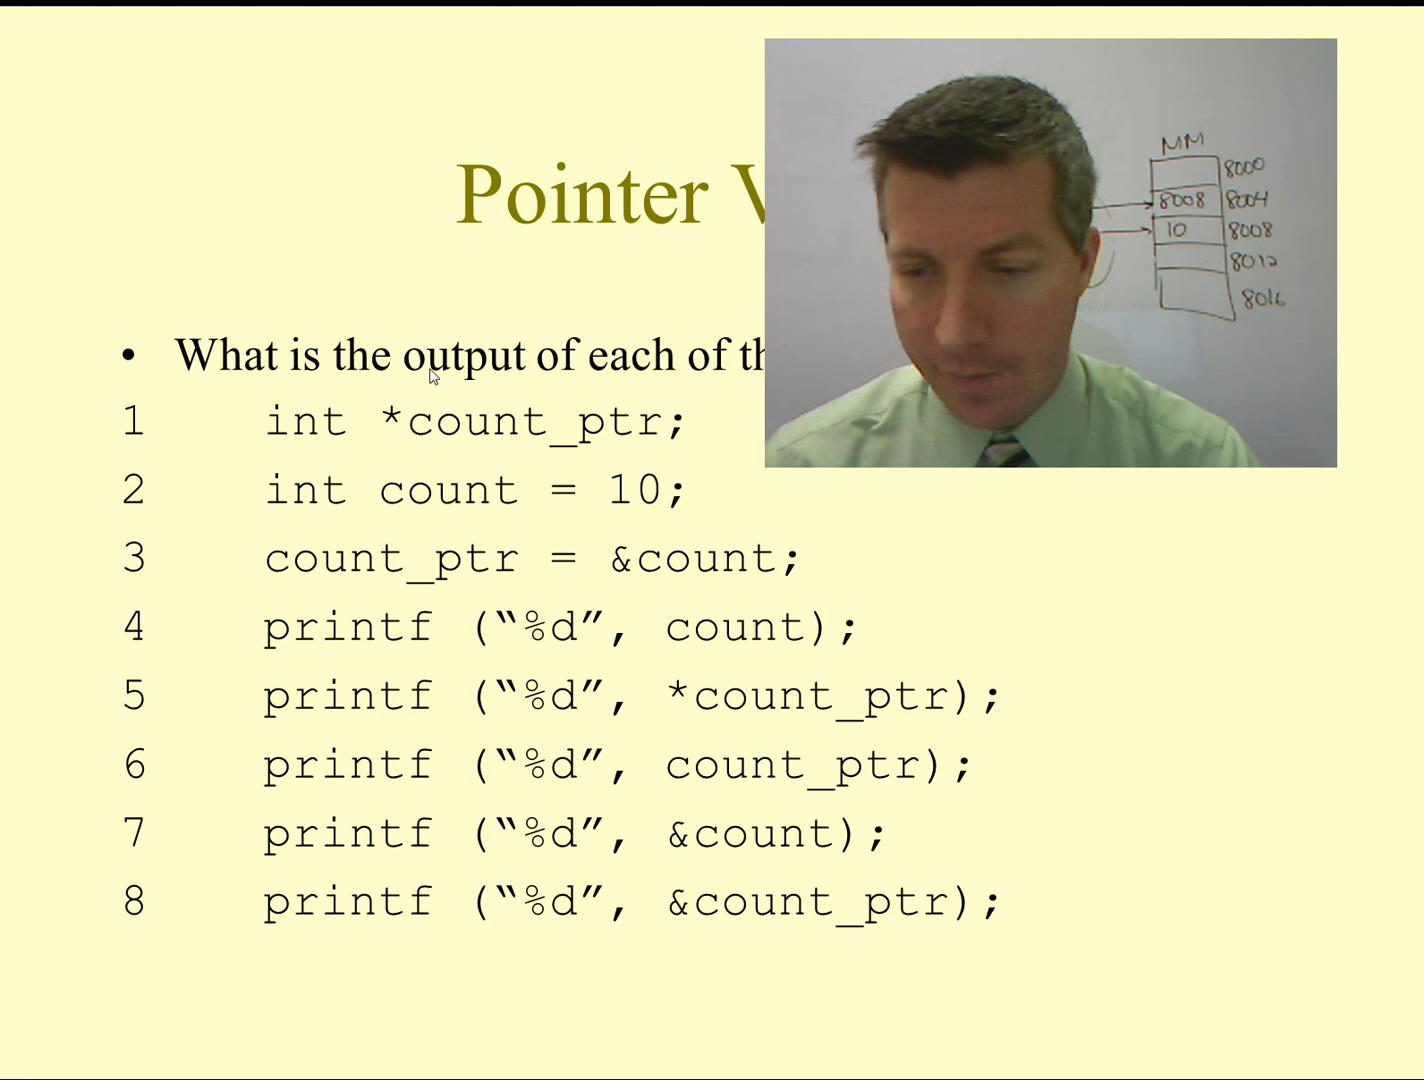 Pointer
• What is the output of each of
1 int *count_ptr;
2 int count = 10;
3 count_ptr = &count;
4 printf (“%d”, count);
5 printf (“%d”, *count_ptr);
6 printf (“%d”, count_ptr);
7 printf (“%d”, &count);
8 printf (“%d”, &count_ptr);
MM
8000
8008 8004
10 8008
8012
8016